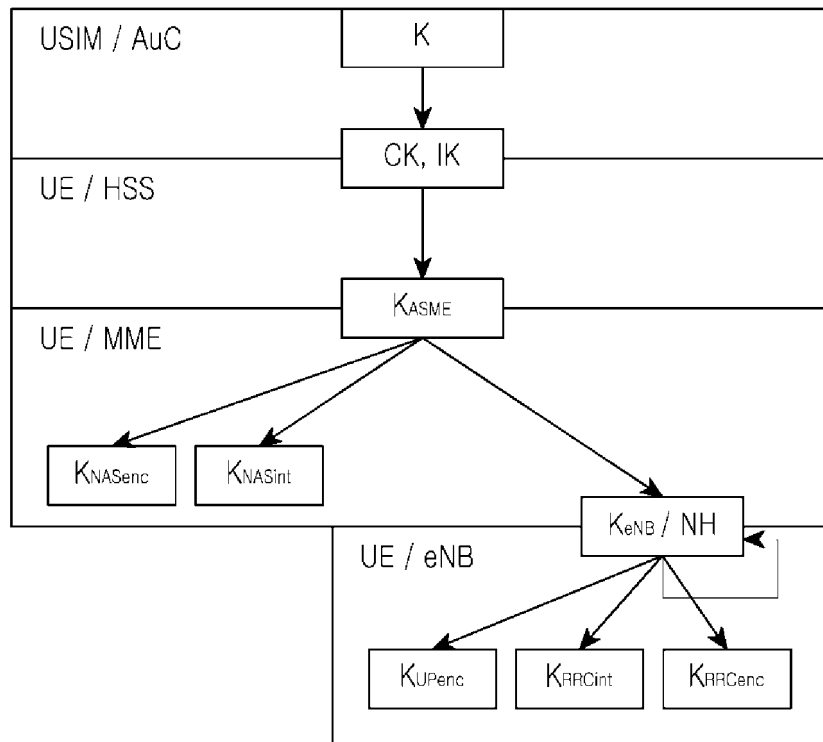 USIM / AuC
K
CK, IK
UE / HSS
KASME
UE / MME
KNASenc
KNASint
KeNB / NH
UE / eNB
KUPenc
KRRCint
KRRCenc